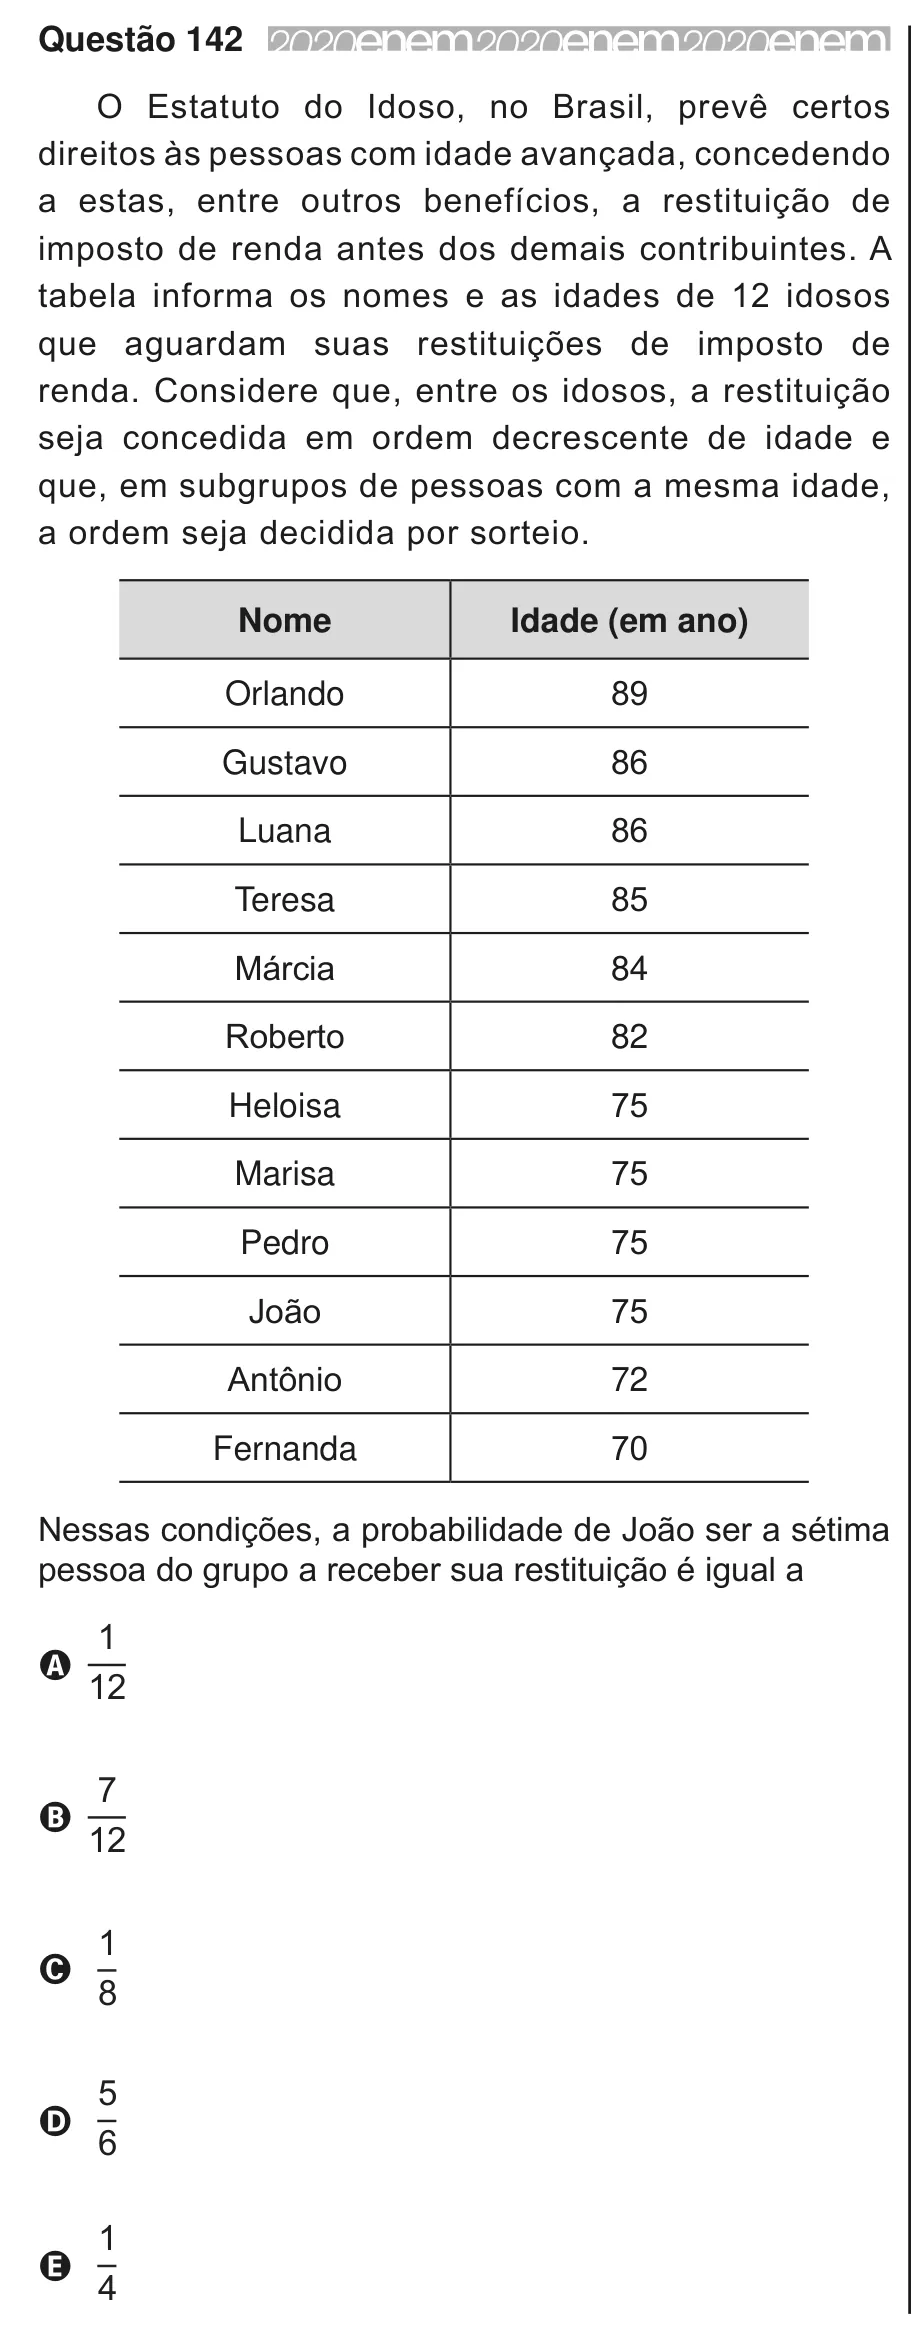 Questão 142 2020enem2020enem2020enem
O Estatuto do Idoso, no Brasil, prevê certos
direitos às pessoas com idade avançada, concedendo
a estas, entre outros benefícios, a restituição de
imposto de renda antes dos demais contribuintes. A
tabela informa os nomes e as idades de 12 idosos
que aguardam suas restituições de imposto de
renda. Considere que, entre os idosos, a restituição
seja concedida em ordem decrescente de idade e
que, em subgrupos de pessoas com a mesma idade,
a ordem seja decidida por sorteio.
Nome Idade (em ano)
Orlando 89
Gustavo 86
Luana 86
Teresa 85
Márcia 84
Roberto 82
Heloisa 75
Marisa 75
Pedro 75
João 75
Antônio 72
Fernanda 70
Nessas condições, a probabilidade de João ser a sétima
pessoa do grupo a receber sua restituição é igual a
A 1/12
B 7/12
C 1/8
D 5/6
E 1/4